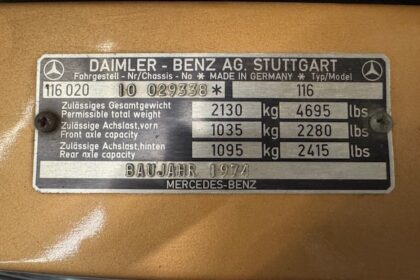 DAIMLER - BENZ AG. STUTTGART
Fahrgestell - Nr/Chassis - No * MADE IN GERMANY * Typ/Model
116 020 10 029338 * 116
Zulässiges Gesamtgewicht
Permissible total weight 2130 kg 4695 lbs
Zulässige Achslast, vorn
Front axle capacity 1035 kg 2280 lbs
Zulässige Achslast, hinten
Rear axle capacity 1095 kg 2415 lbs
BAUJAHR 1974
MERCEDES-BENZ